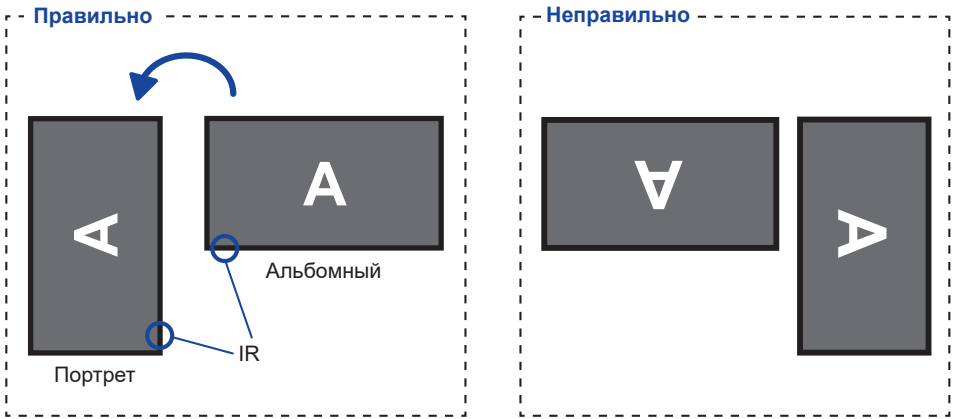 Правильно
A
A
Альбомный
IR
Портрет
Неправильно
A
A